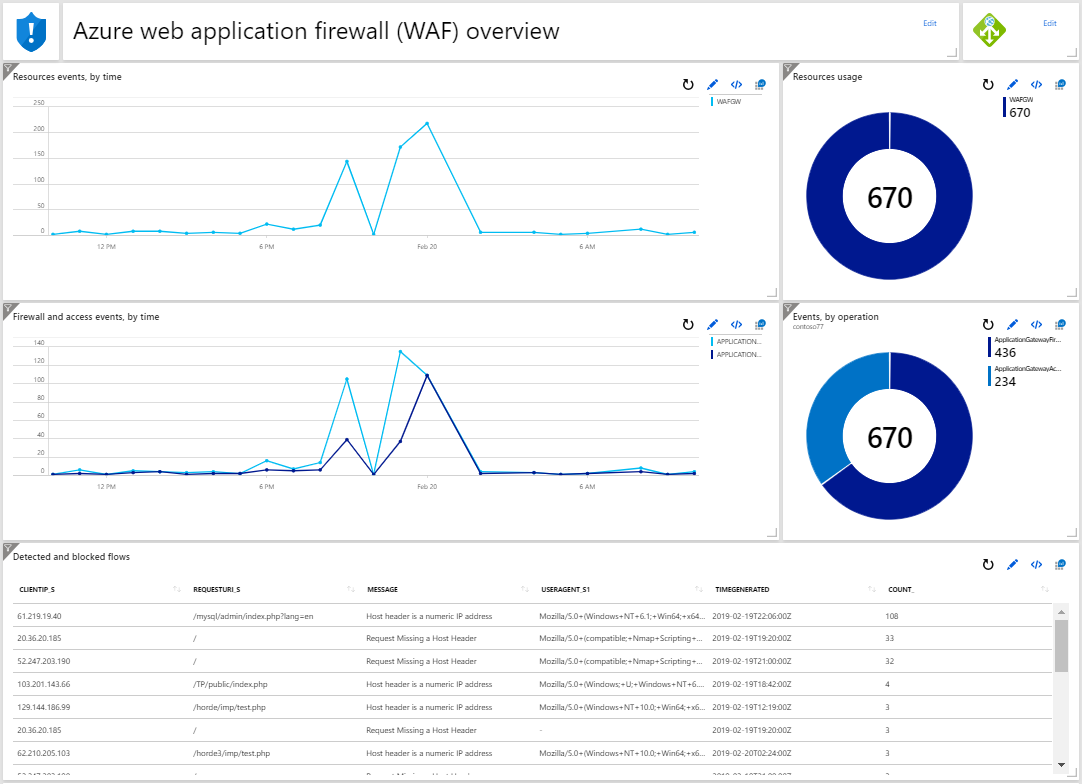 Azure web application firewall (WAF) overview
Edit
Edit
Resources events, by time
WAFGW
250
200
150
100
50
0
12 PM
6 PM
Feb 20
6 AM
Resources usage
WAFGW
670
670
Firewall and access events, by time
APPLICATION...
APPLICATION...
140
120
100
80
60
40
20
0
12 PM
6 PM
Feb 20
6 AM
Events, by operation
contoso77
ApplicationGatewayFir...
436
ApplicationGatewayAc...
234
670
Detected and blocked flows
CLIENTIP_S REQUESTURI_S MESSAGE USERAGENT_S1 TIMEGENERATED COUNT_
61.219.19.40 /mysql/admin/index.php?lang=en Host header is a numeric IP address Mozilla/5.0+(Windows+NT+6.1;+Win64;+x64... 2019-02-19T22:06:00Z 108
20.36.20.185 / Request Missing a Host Header Mozilla/5.0+(compatible;+Nmap+Scripting+... 2019-02-19T19:20:00Z 33
52.247.203.190 / Request Missing a Host Header Mozilla/5.0+(compatible;+Nmap+Scripting+... 2019-02-19T21:00:00Z 32
103.201.143.66 /TP/public/index.php Host header is a numeric IP address Mozilla/5.0+(Windows;+U;+Windows+NT+6.... 2019-02-19T18:42:00Z 4
129.144.186.99 /horde/imp/test.php Host header is a numeric IP address Mozilla/5.0+(Windows+NT+10.0;+Win64;+x6... 2019-02-19T12:19:00Z 3
20.36.20.185 / Request Missing a Host Header - 2019-02-19T19:20:00Z 3
62.210.205.103 /horde3/imp/test.php Host header is a numeric IP address Mozilla/5.0+(Windows+NT+10.0;+Win64;+x6... 2019-02-20T02:24:00Z 3